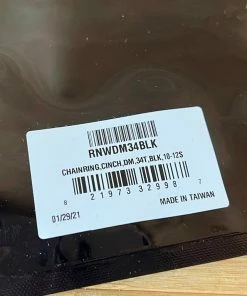 RNWDM34BLK
CHAINRING,CINCH,DM,34T,BLK,10-12S
8 21973 32998 7
01/29/21
MADE IN TAIWAN